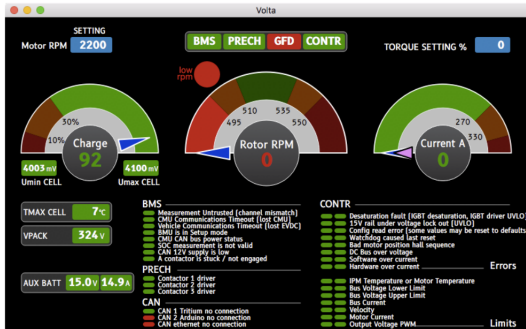 Volta
SETTING
Motor RPM 2200
BMS PRECH GFD CONTR
TORQUE SETTING % 0
low
rpm
10% 30%
Charge
92
495 510 535 550
Rotor RPM
0
270 330
Current A
0
4003 mV 4100 mV
Umin CELL Umax CELL
TMAX CELL 7°C
VPACK 324 V
AUX BATT 15.0 V 14.9 A
BMS
Measurement Untrusted (channel mismatch)
CMU Communications Timeout (lost CMU)
Vehicle Communications Timeout (lost EVDC)
BMU is in Setup mode
CMU CAN bus power status
SOC measurement is not valid
CAN 12V supply is low
A contactor is stuck / not engaged
PRECH
Contactor 1 driver
Contactor 2 driver
Contactor 3 driver
CAN
CAN 1 Tritium no connection
CAN 2 Arduino no connection
CAN ethernet no connection
CONTR
Desaturation fault (IGBT desaturation, IGBT driver UVLO)
15V rail under voltage lock out (UVLO)
Config read error (some values may be reset to defaults
Watchdog caused last reset
Bad motor position hall sequence
DC Bus over voltage
Software over current
Hardware over current
Errors
IPM Temperature or Motor Temperature
Bus Voltage Lower Limit
Bus Voltage Upper Limit
Bus Current
Velocity
Motor Current
Output Voltage PWM
Limits